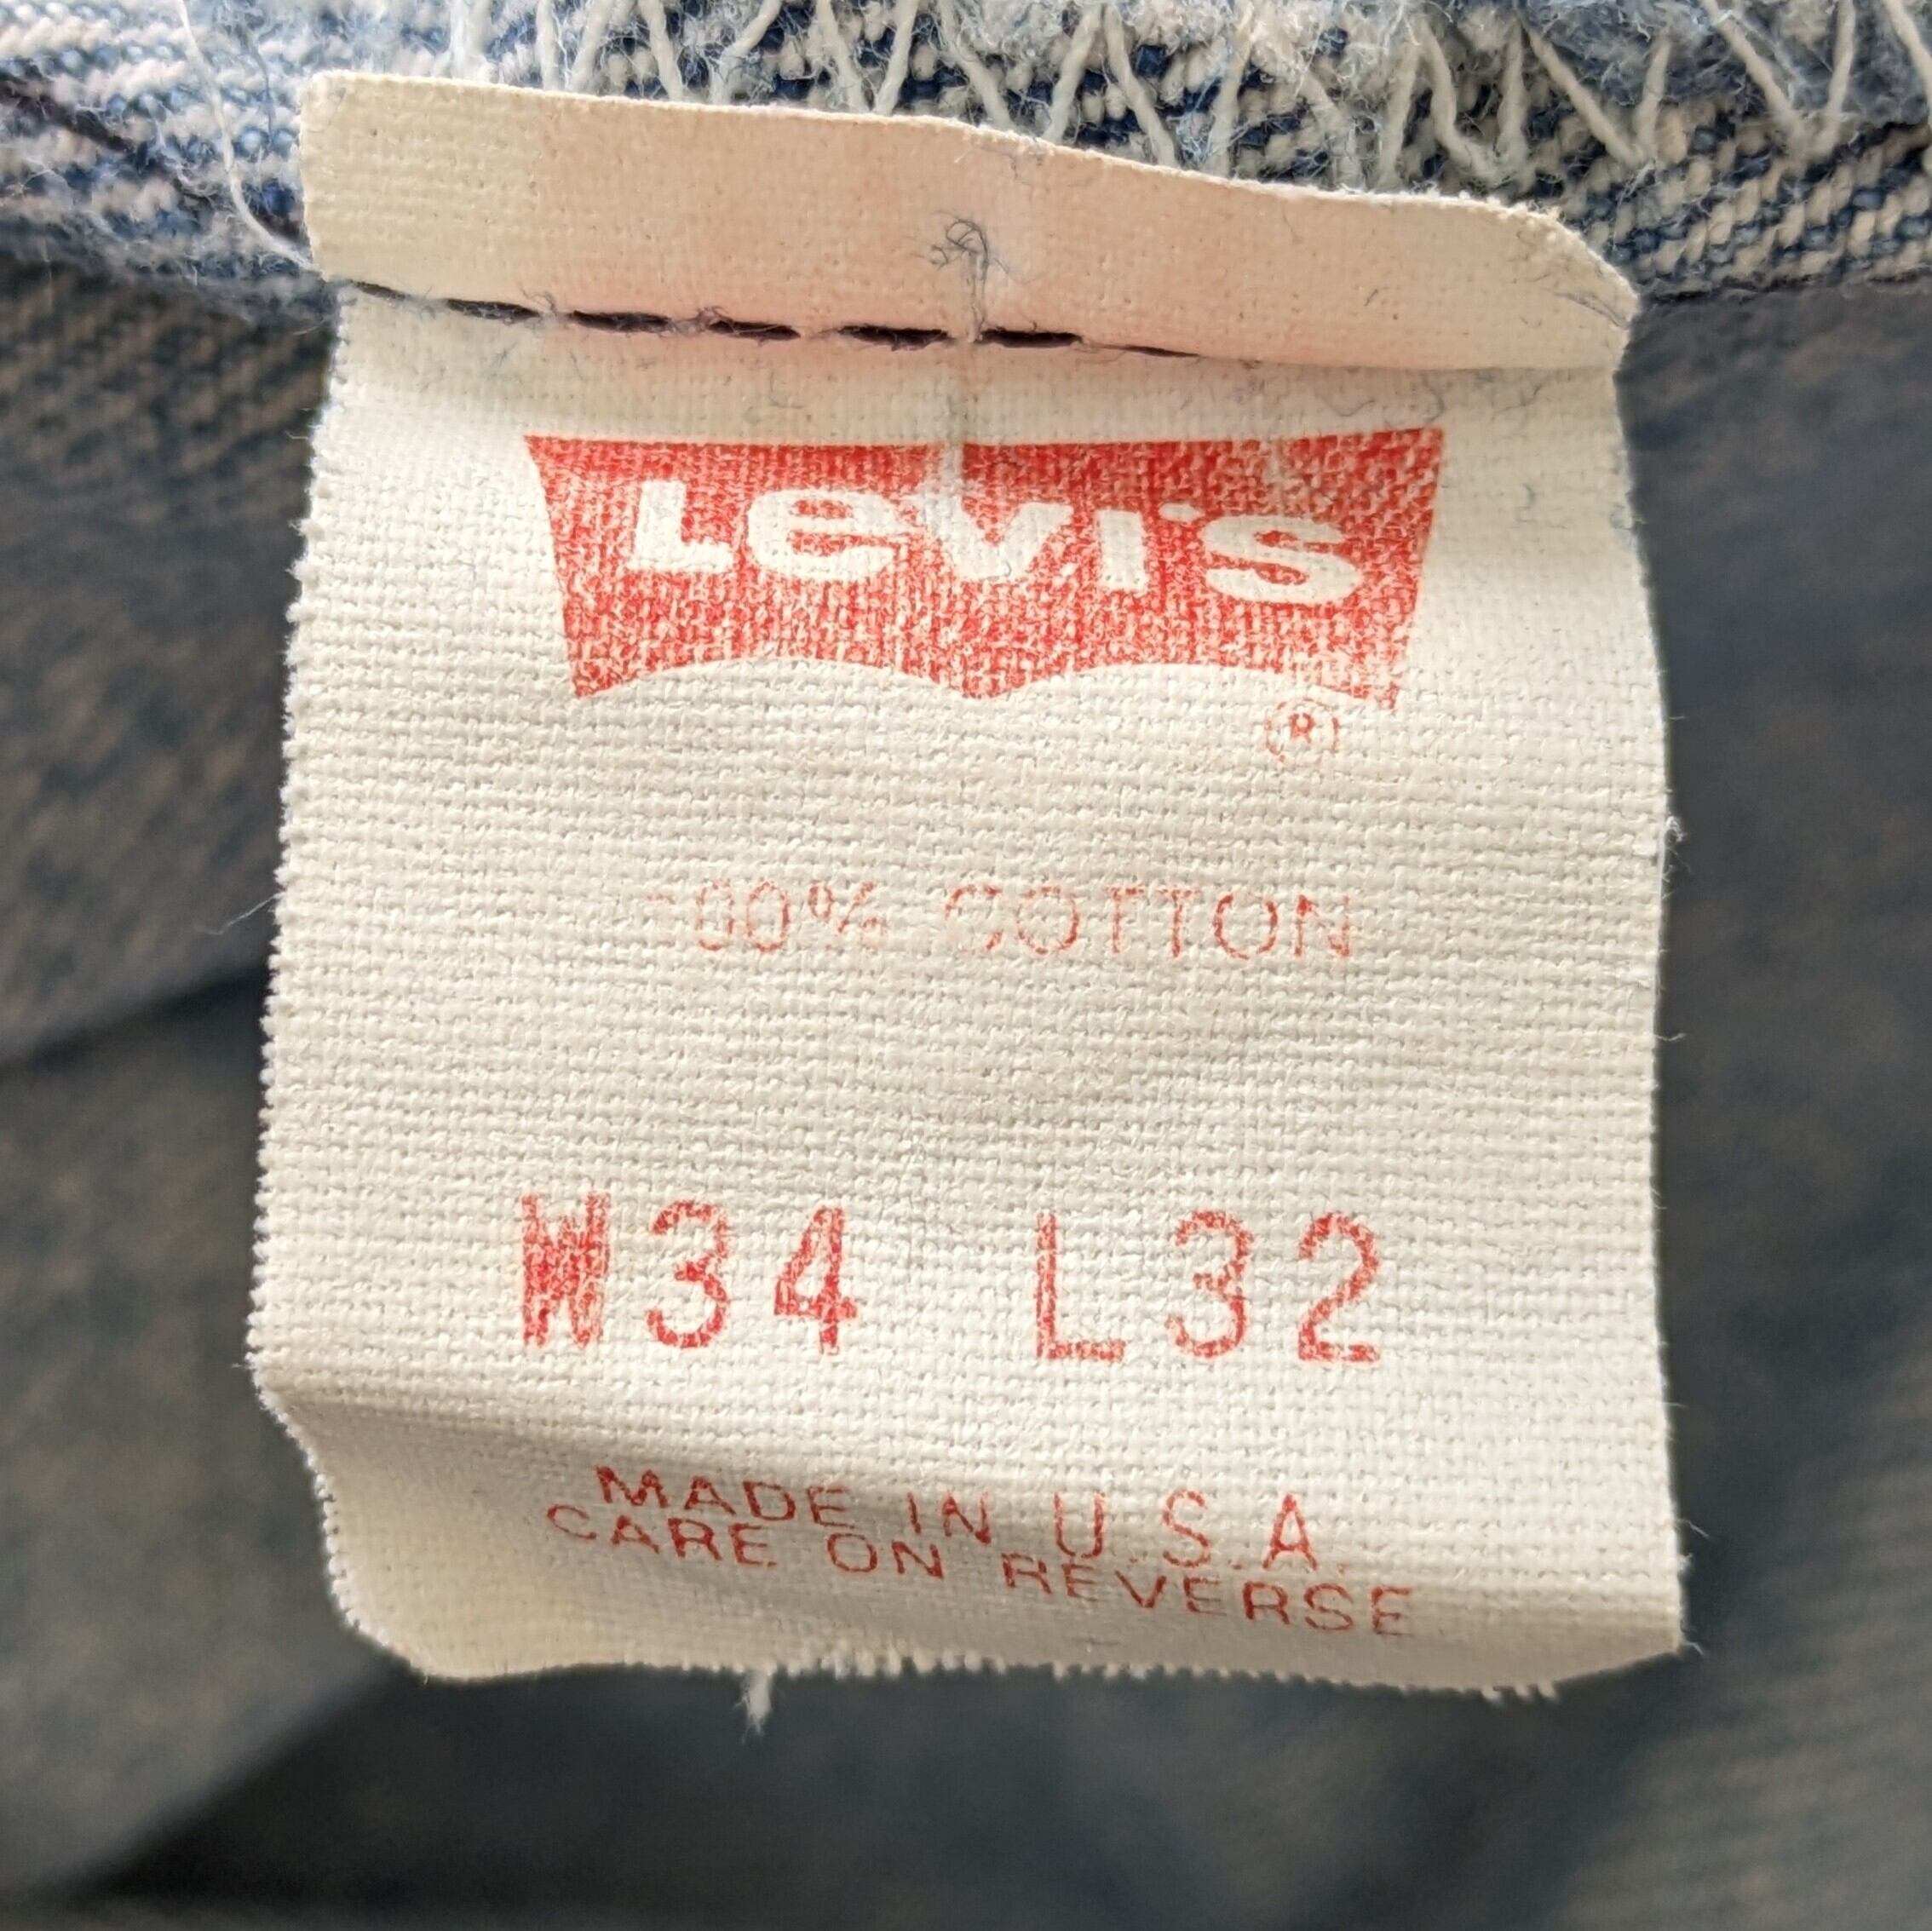 Levi's
®
100% COTTON
W34 L32
MADE IN U.S.A.
CARE ON REVERSE